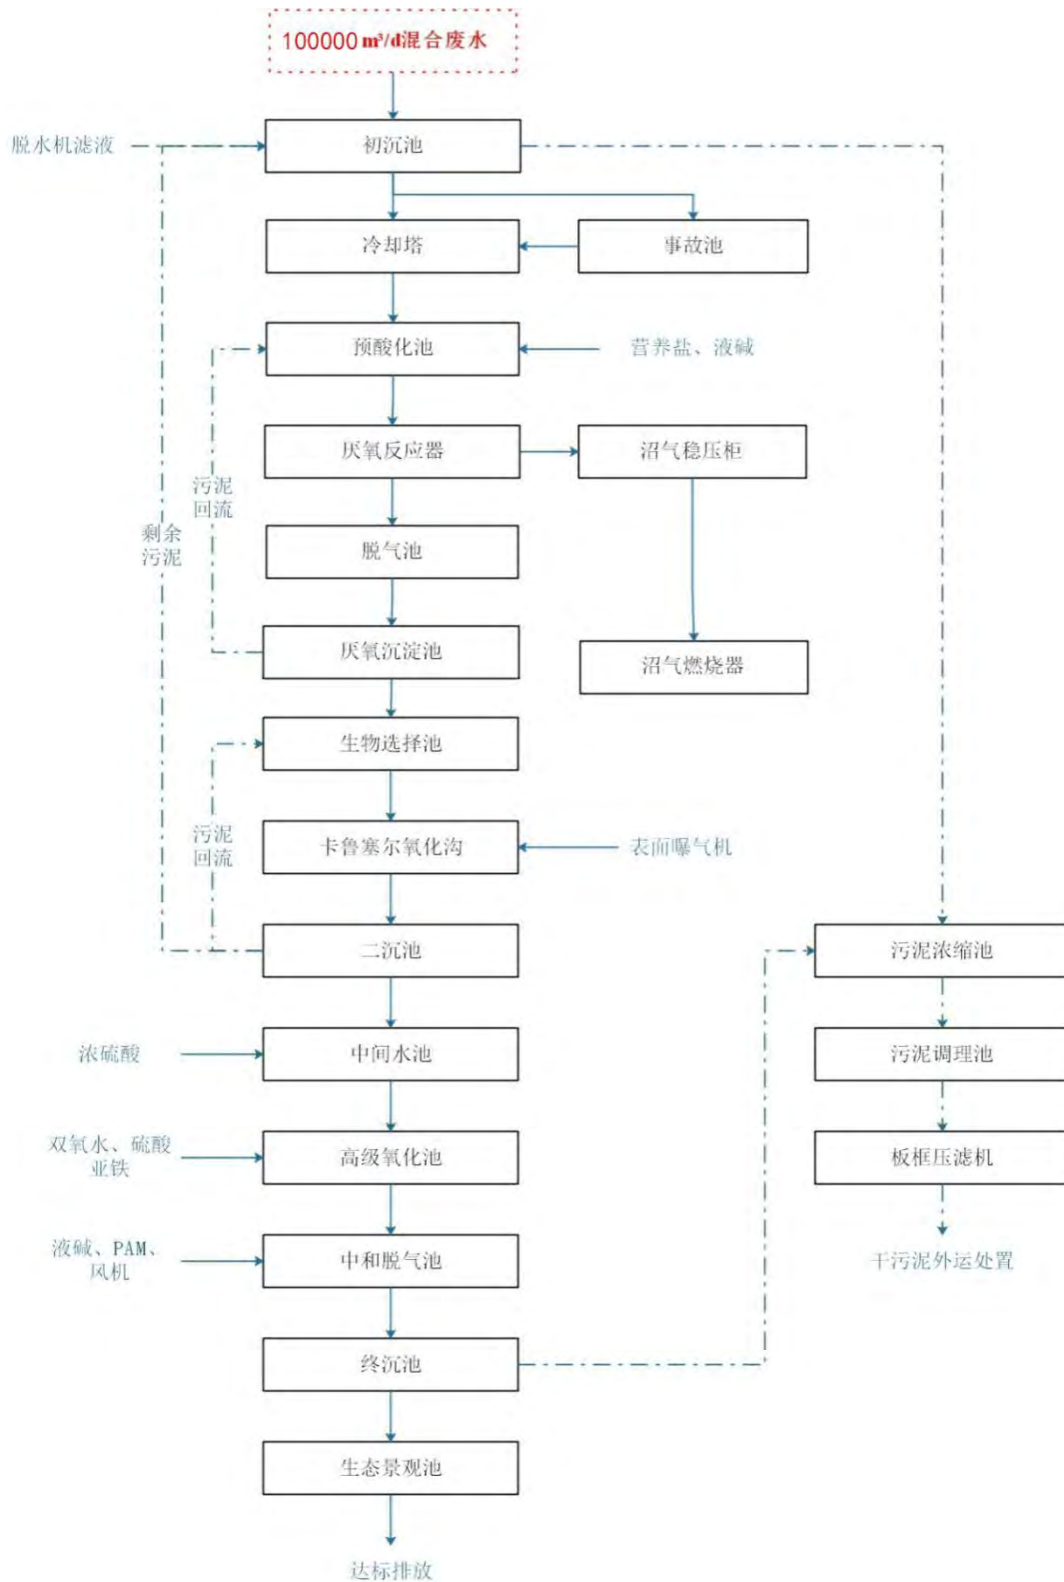 100000 m³/d混合废水
脱水机滤液
初沉池
冷却塔
事故池
预酸化池
营养盐、液碱
厌氧反应器
沼气稳压柜
污泥
回流
剩余
污泥
脱气池
厌氧沉淀池
沼气燃烧器
生物选择池
污泥
回流
卡鲁塞尔氧化沟
表面曝气机
二沉池
污泥浓缩池
浓硫酸
中间水池
污泥调理池
双氧水、硫酸
亚铁
高级氧化池
板框压滤机
液碱、PAM、
风机
中和脱气池
干污泥外运处置
终沉池
生态景观池
达标排放